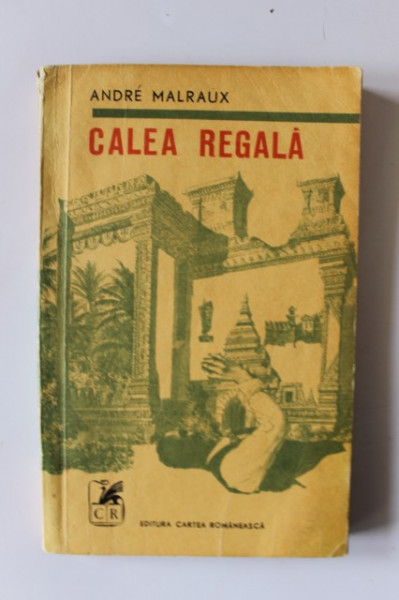 ANDRÉ MALRAUX
CALEA REGALĂ
CR
EDITURA CARTEA ROMÂNEASCĂ